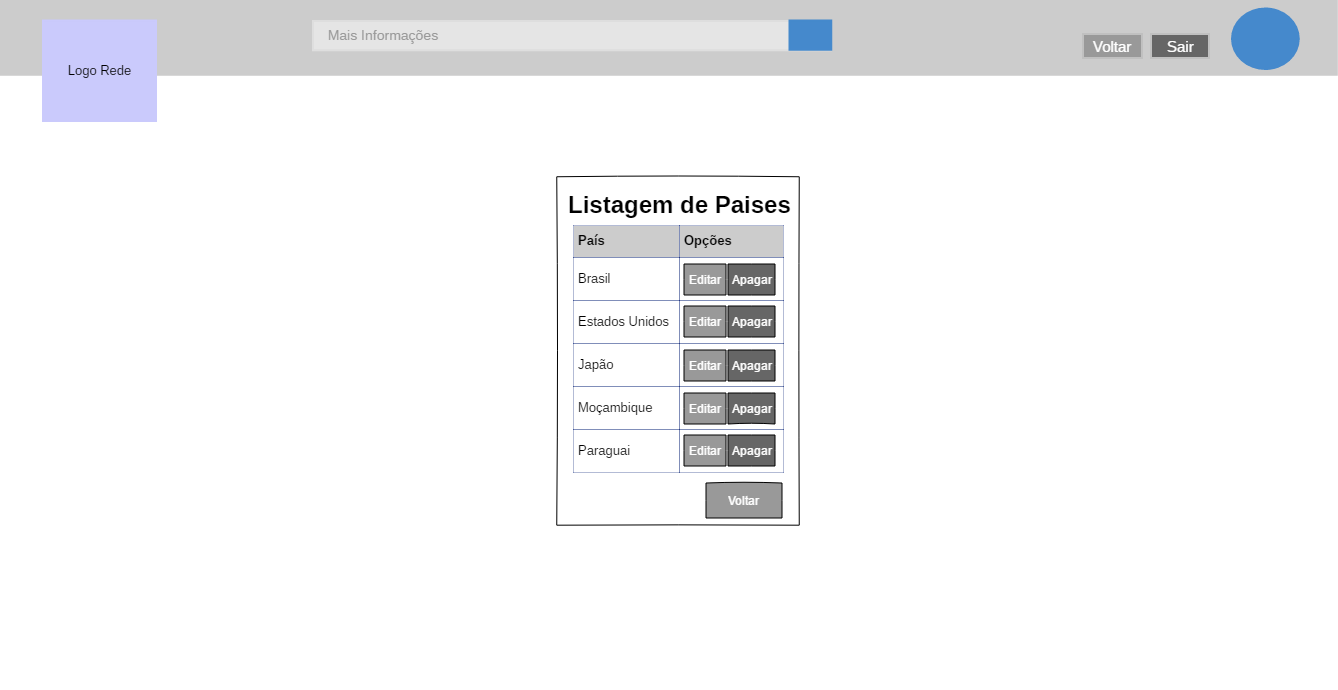 Mais Informações
Voltar Sair
Logo Rede
Listagem de Paises
País Opções
Brasil Editar Apagar
Estados Unidos Editar Apagar
Japão Editar Apagar
Moçambique Editar Apagar
Paraguai Editar Apagar
Voltar